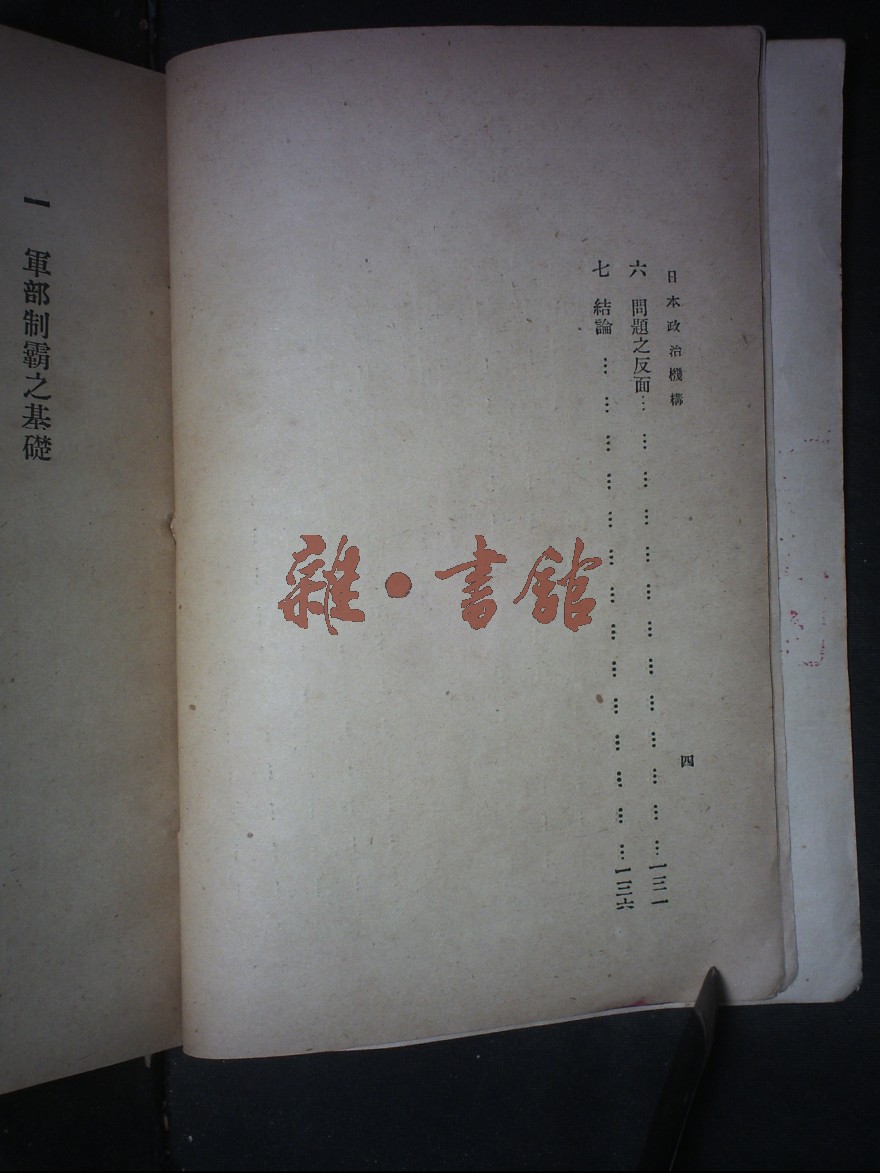 日本政治機構
四
六 問題之反面⋯⋯⋯⋯⋯⋯⋯⋯⋯⋯⋯⋯一三一
七 結論⋯⋯⋯⋯⋯⋯⋯⋯⋯⋯⋯⋯⋯一三六
一 軍部制霸之基礎
雜·書館